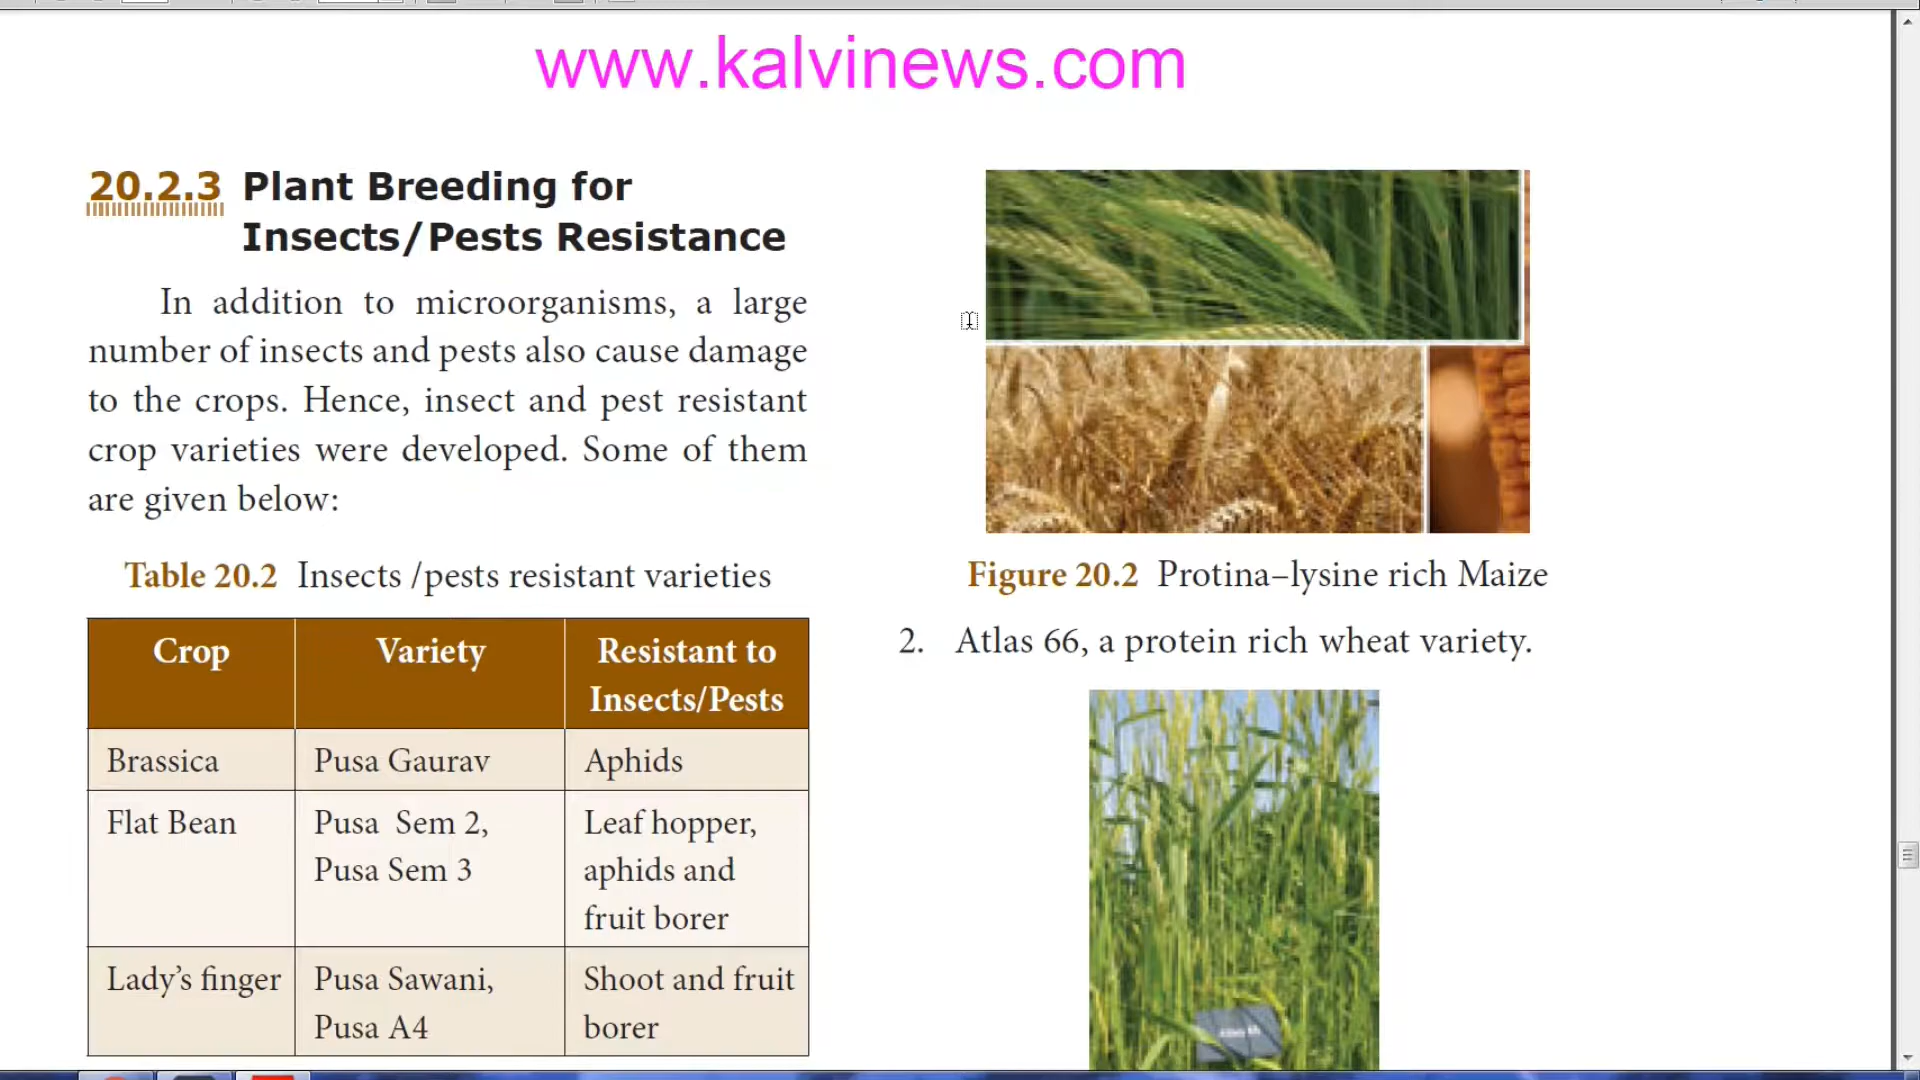 www.kalvinews.com
20.2.3 Plant Breeding for
Insects/Pests Resistance
In addition to microorganisms, a large
number of insects and pests also cause damage
to the crops. Hence, insect and pest resistant
crop varieties were developed. Some of them
are given below:
Table 20.2 Insects /pests resistant varieties
Crop Variety Resistant to
Insects/Pests
Brassica Pusa Gaurav Aphids
Flat Bean Pusa Sem 2, Leaf hopper,
Pusa Sem 3 aphids and
fruit borer
Lady’s finger Pusa Sawani, Shoot and fruit
Pusa A4 borer
Figure 20.2 Protina–lysine rich Maize
2. Atlas 66, a protein rich wheat variety.